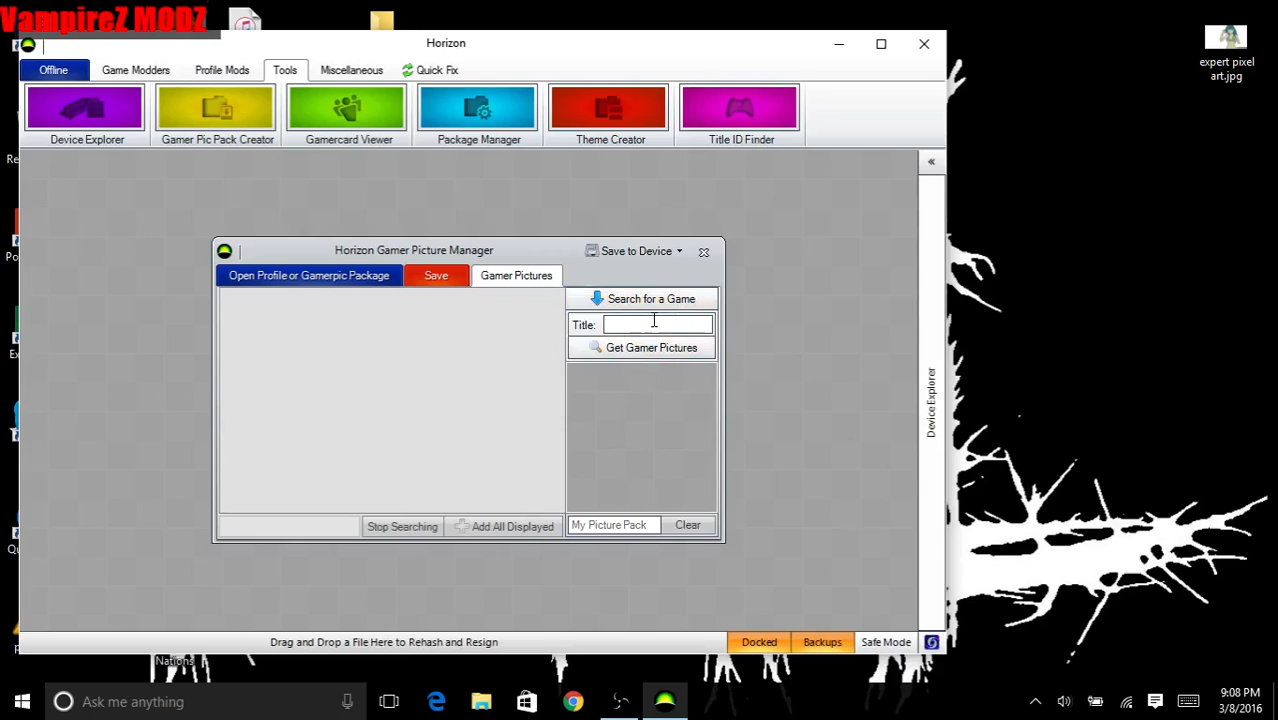 VampireZ MODZ
Horizon
expert pixel
art.jpg
Offline
Game Modders
Profile Mods
Tools
Miscellaneous
Quick Fix
Device Explorer
Gamer Pic Pack Creator
Gamercard Viewer
Package Manager
Theme Creator
Title ID Finder
«
Horizon Gamer Picture Manager
Save to Device
Open Profile or Gamerpic Package
Save
Gamer Pictures
Search for a Game
Title:
Get Gamer Pictures
Device Explorer
Stop Searching
Add All Displayed
My Picture Pack
Clear
Drag and Drop a File Here to Rehash and Resign
Docked
Backups
Safe Mode
Nations
Ask me anything
9:08 PM
3/8/2016